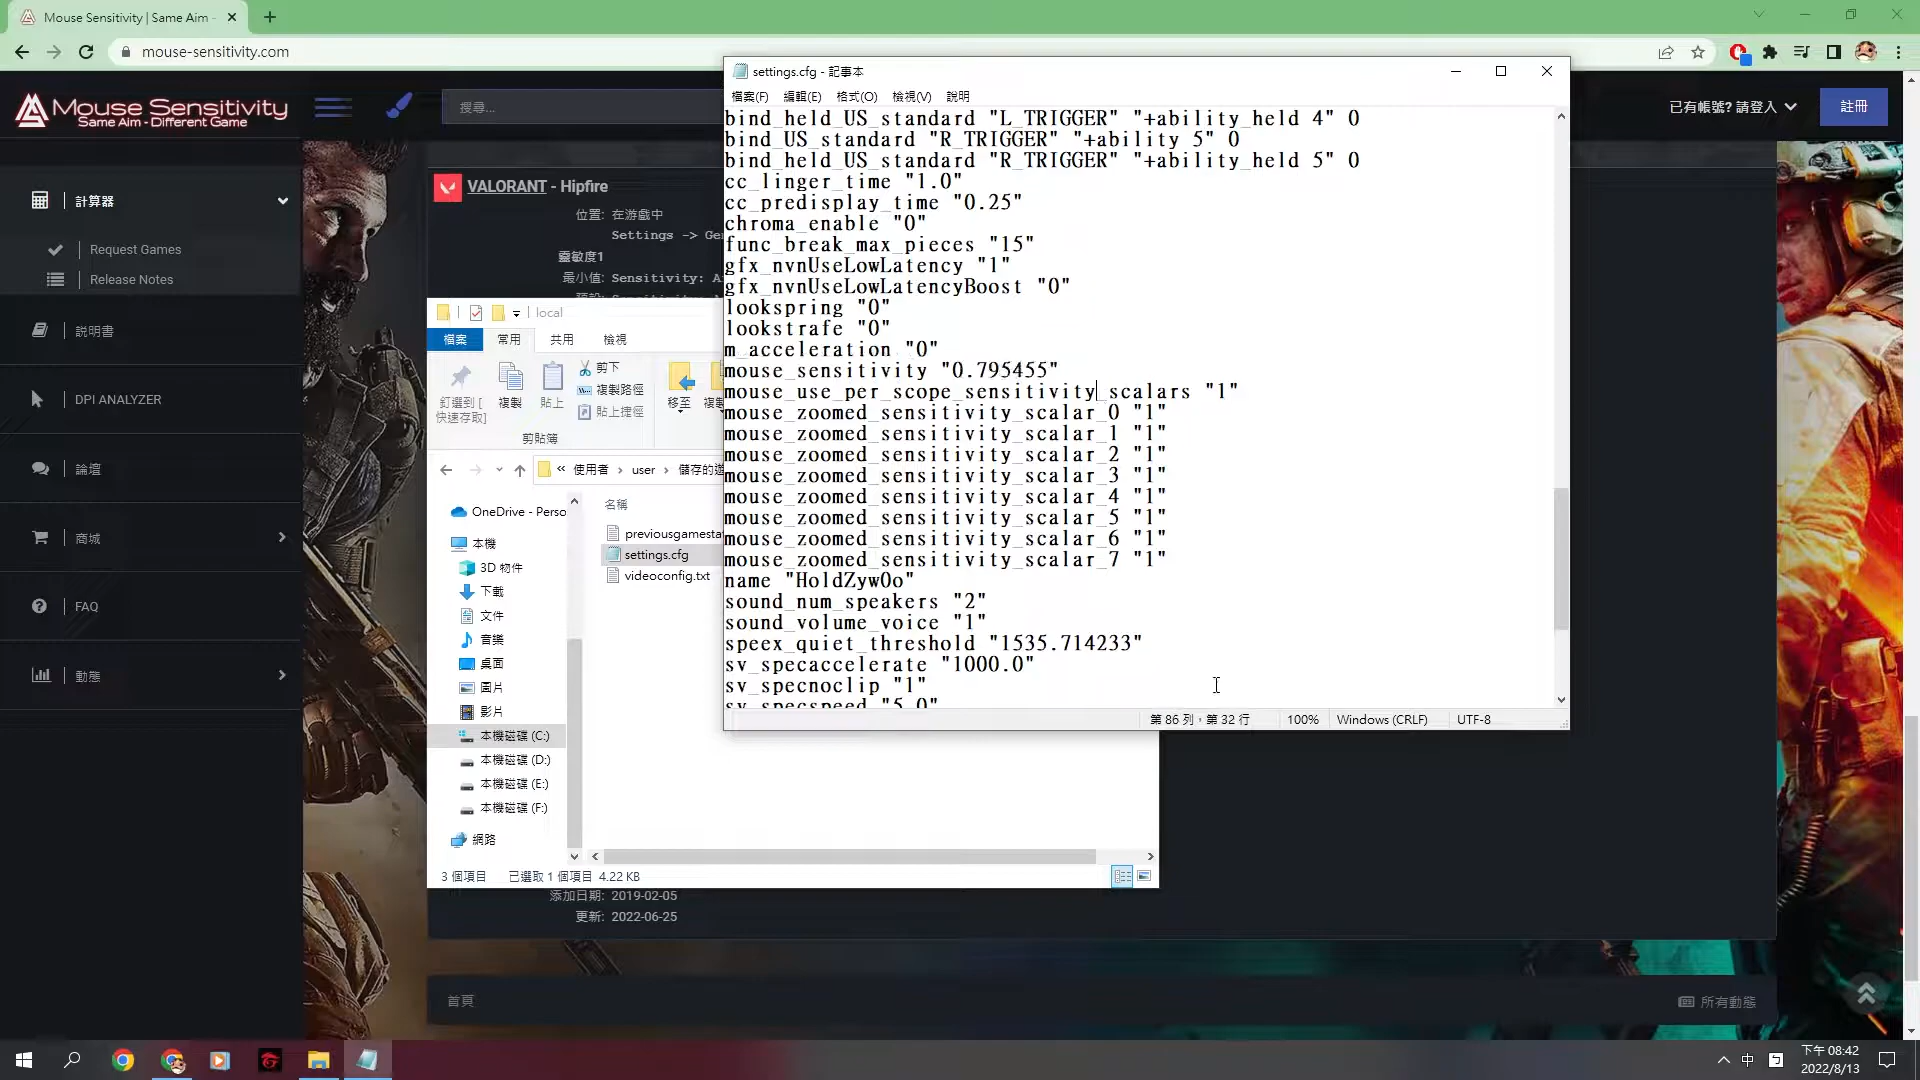 Mouse Sensitivity | Same Aim -
mouse-sensitivity.com
Mouse Sensitivity
Same Aim - Different Game
搜尋...
已有帳號? 請登入
註冊
計算器
Request Games
Release Notes
説明書
DPI ANALYZER
論壇
商城
FAQ
動態
VALORANT - Hipfire
位置: 在游戲中
Settings -> Ge
靈敏度1
最小值: Sensitivity: A
local
檔案
常用
共用
檢視
釘選到 [
快速存取]
複製
貼上
剪下
複製路徑
貼上捷徑
移至
剪貼簿
« 使用者 › user › 儲存的遊
名稱
OneDrive - Perso
本機
3D 物件
下載
文件
音樂
桌面
圖片
影片
本機磁碟 (C:)
本機磁碟 (D:)
本機磁碟 (E:)
本機磁碟 (F:)
網路
previousgamesta
settings.cfg
videoconfig.txt
3 個項目
已選取 1 個項目 4.22 KB
添加日期: 2019-02-05
更新: 2022-06-25
首頁
所有動態
settings.cfg - 記事本
檔案(F) 編輯(E) 格式(O) 檢視(V) 說明
bind_held_US_standard "L_TRIGGER" "+ability_held 4" 0
bind_US_standard "R_TRIGGER" "+ability 5" 0
bind_held_US_standard "R_TRIGGER" "+ability_held 5" 0
cc_linger_time "1.0"
cc_predisplay_time "0.25"
chroma_enable "0"
func_break_max_pieces "15"
gfx_nvnUseLowLatency "1"
gfx_nvnUseLowLatencyBoost "0"
lookspring "0"
lookstrafe "0"
m_acceleration "0"
mouse_sensitivity "0.795455"
mouse_use_per_scope_sensitivity_scalars "1"
mouse_zoomed_sensitivity_scalar_0 "1"
mouse_zoomed_sensitivity_scalar_1 "1"
mouse_zoomed_sensitivity_scalar_2 "1"
mouse_zoomed_sensitivity_scalar_3 "1"
mouse_zoomed_sensitivity_scalar_4 "1"
mouse_zoomed_sensitivity_scalar_5 "1"
mouse_zoomed_sensitivity_scalar_6 "1"
mouse_zoomed_sensitivity_scalar_7 "1"
name "HoldZyw0o"
sound_num_speakers "2"
sound_volume_voice "1"
speex_quiet_threshold "1535.714233"
sv_specaccelerate "1000.0"
sv_specnoclip "1"
sv_specspeed "5.0"
第 86 列，第 32 行
100%
Windows (CRLF)
UTF-8
中
下午 08:42
2022/8/13